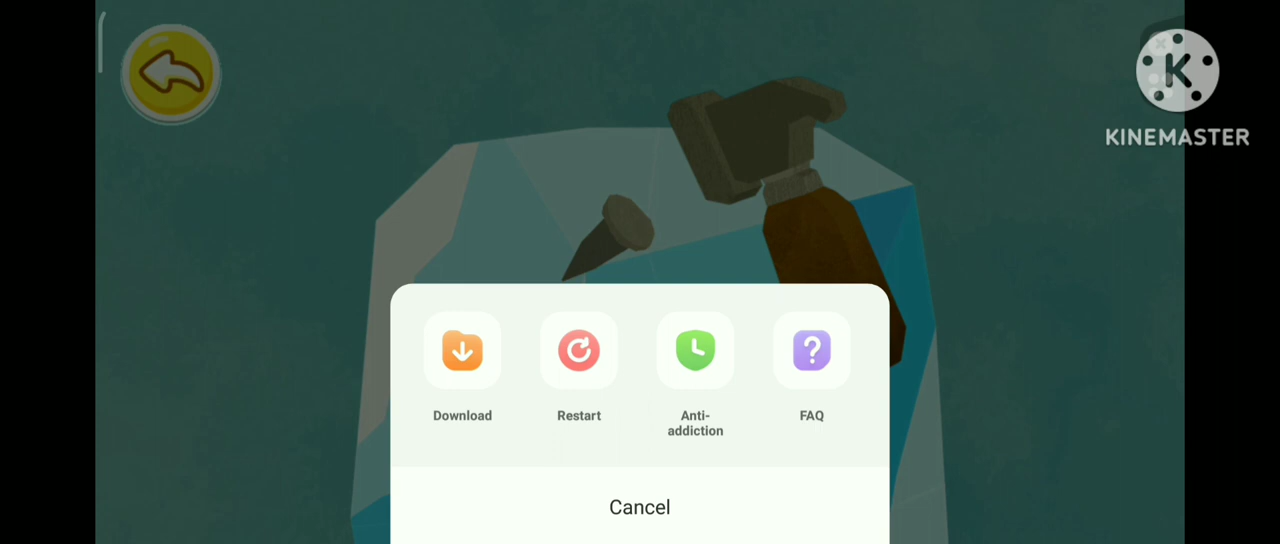 KINEMASTER
Download
Restart
Anti-
addiction
FAQ
Cancel